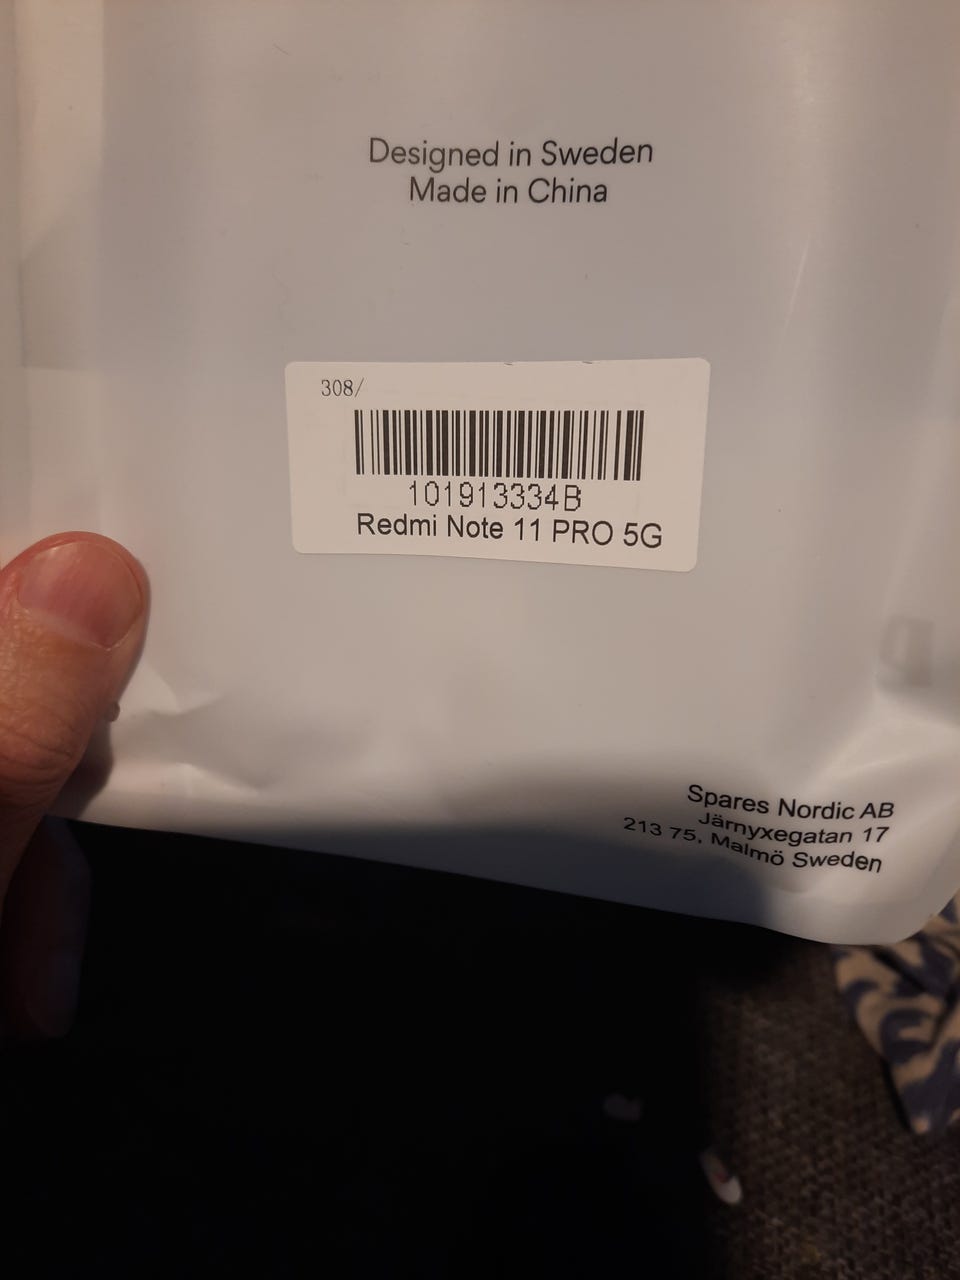 Designed in Sweden
Made in China
308/
101913334B
Redmi Note 11 PRO 5G
Spares Nordic AB
Järnyxegatan 17
213 75, Malmö Sweden